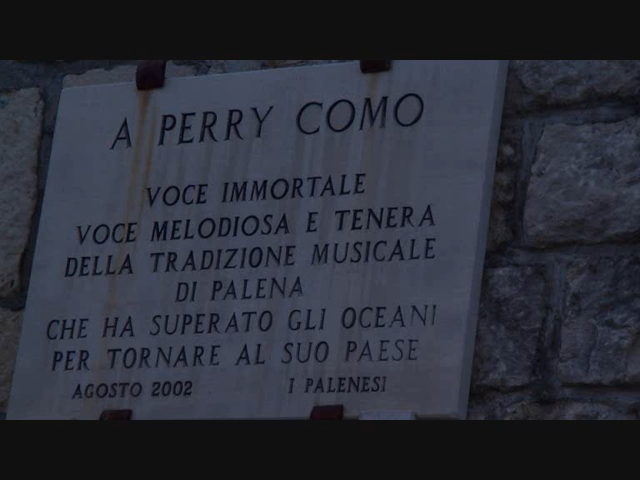 A PERRY COMO
VOCE IMMORTALE
VOCE MELODIOSA E TENERA
DELLA TRADIZIONE MUSICALE
DI PALENA
CHE HA SUPERATO GLI OCEANI
PER TORNARE AL SUO PAESE
AGOSTO 2002 I PALENESI